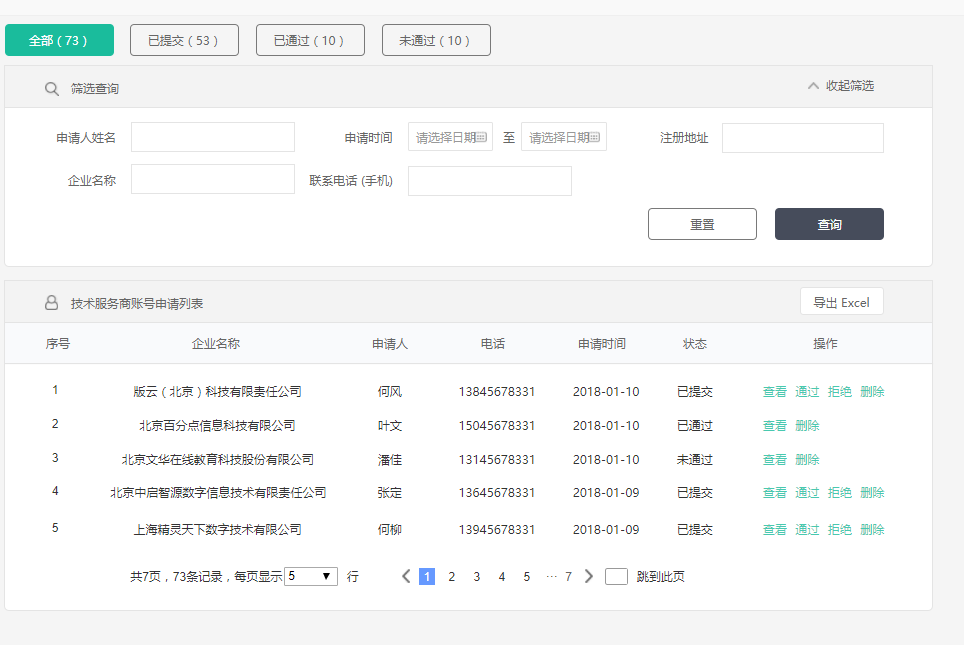 全部（73） 已提交（53） 已通过（10） 未通过（10）
筛选查询 收起筛选
申请人姓名 申请时间 请选择日期 至 请选择日期 注册地址
企业名称 联系电话 (手机)
重置 查询
技术服务商账号申请列表 导出 Excel
序号 企业名称 申请人 电话 申请时间 状态 操作
1 版云（北京）科技有限责任公司 何风 13845678331 2018-01-10 已提交 查看 通过 拒绝 删除
2 北京百分点信息科技有限公司 叶文 15045678331 2018-01-10 已通过 查看 删除
3 北京文华在线教育科技股份有限公司 潘佳 13145678331 2018-01-10 未通过 查看 删除
4 北京中启智源数字信息技术有限责任公司 张定 13645678331 2018-01-09 已提交 查看 通过 拒绝 删除
5 上海精灵天下数字技术有限公司 何柳 13945678331 2018-01-09 已提交 查看 通过 拒绝 删除
共7页，73条记录，每页显示 5 ▼ 行 1 2 3 4 5 ··· 7 跳到此页